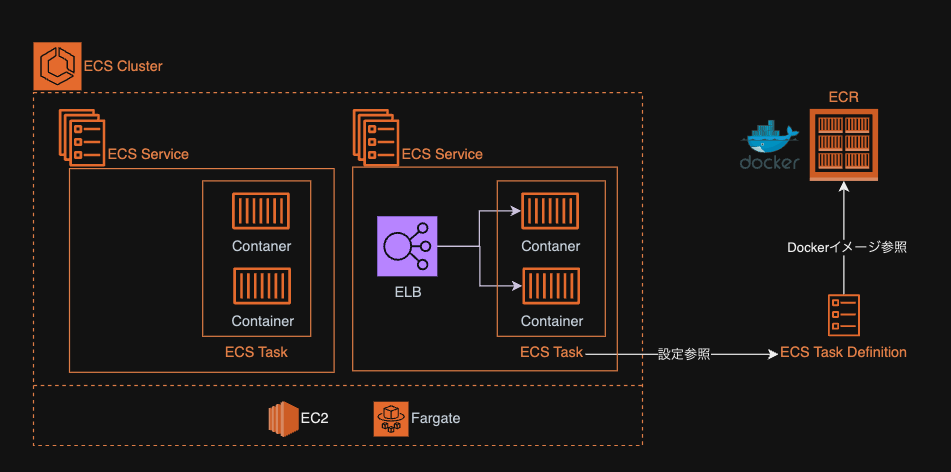 ECS Cluster
ECS Service
Contaner
Container
ECS Task
ECS Service
ELB
Contaner
Container
ECS Task
設定参照
ECS Task Definition
Dockerイメージ参照
ECR
docker
EC2
Fargate